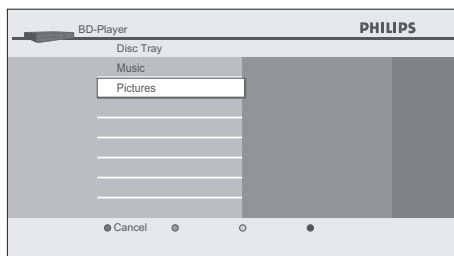 BD-Player
PHILIPS
Disc Tray
Music
Pictures
Cancel